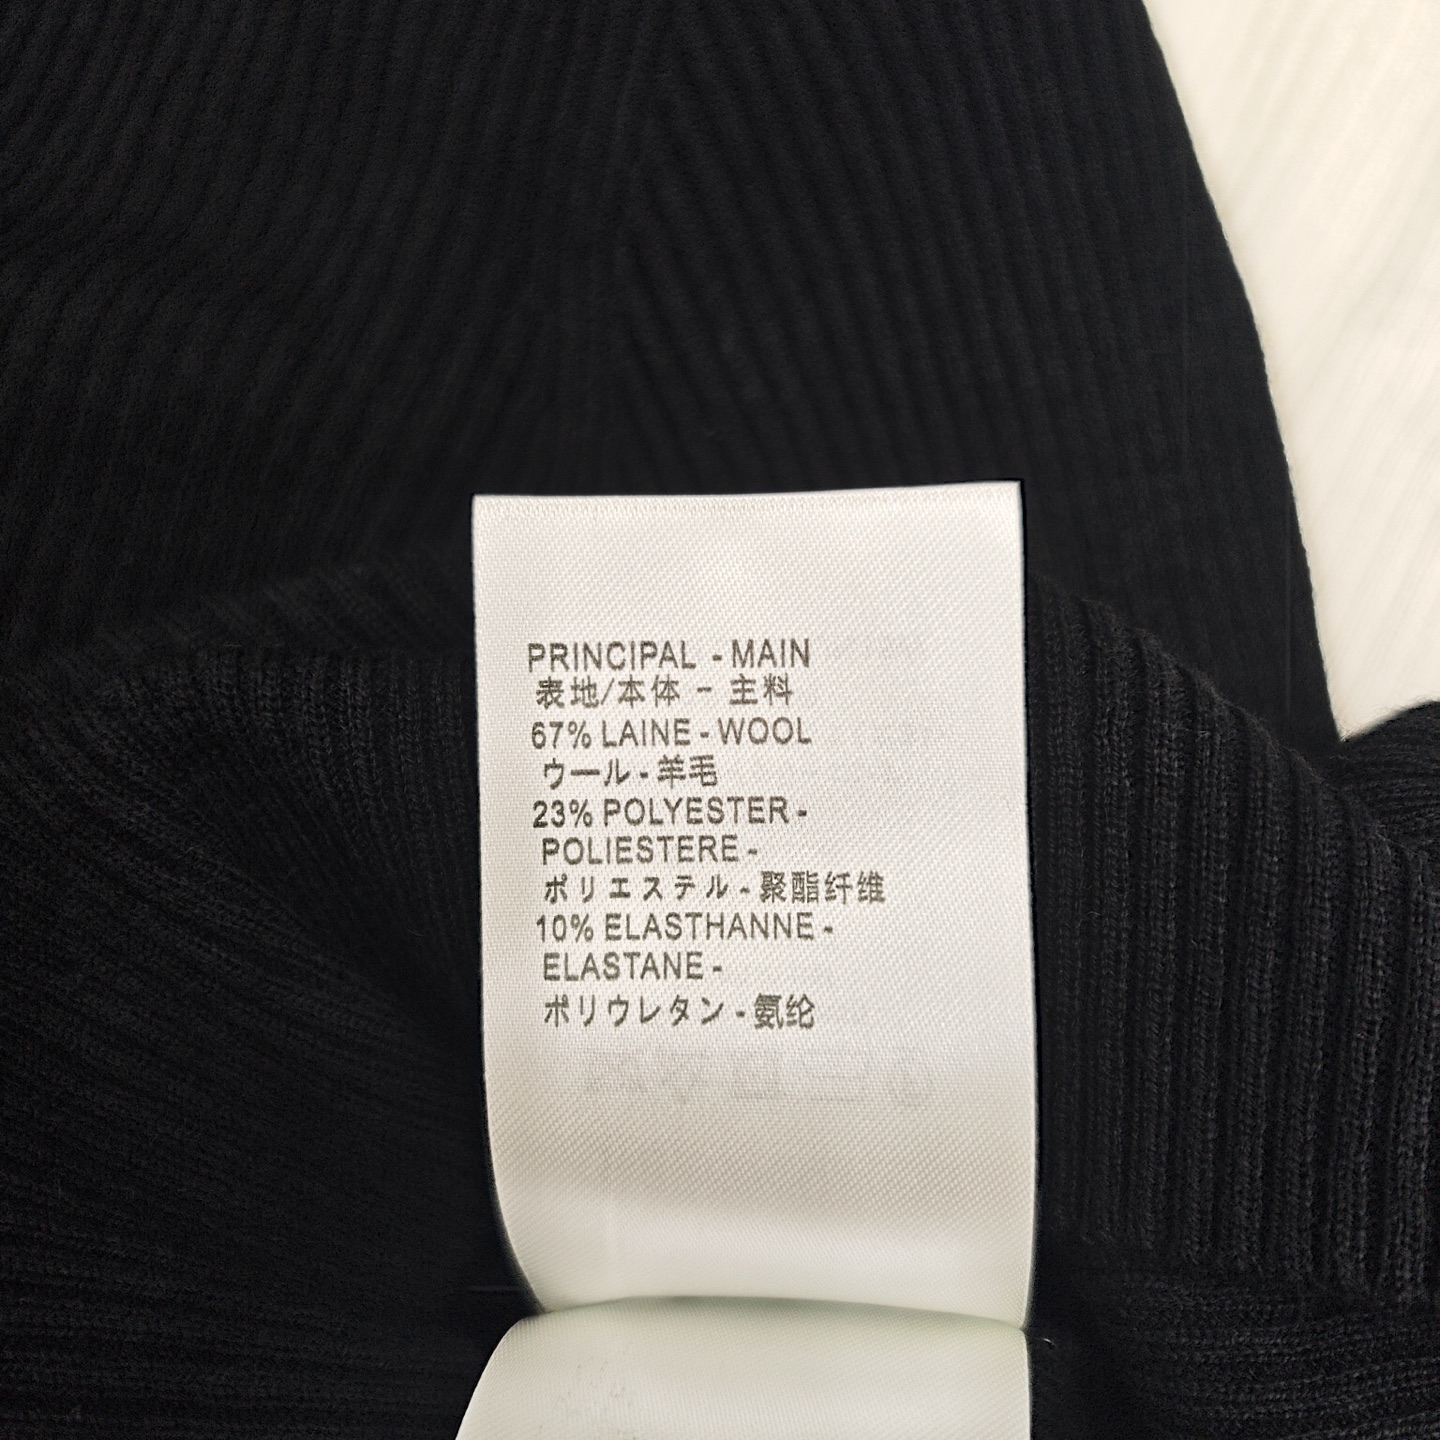 PRINCIPAL - MAIN
表地/本体 - 主料
67% LAINE - WOOL
ウール - 羊毛
23% POLYESTER -
POLIESTERE -
ポリエステル - 聚酯纤维
10% ELASTHANNE -
ELASTANE -
ポリウレタン - 氨纶